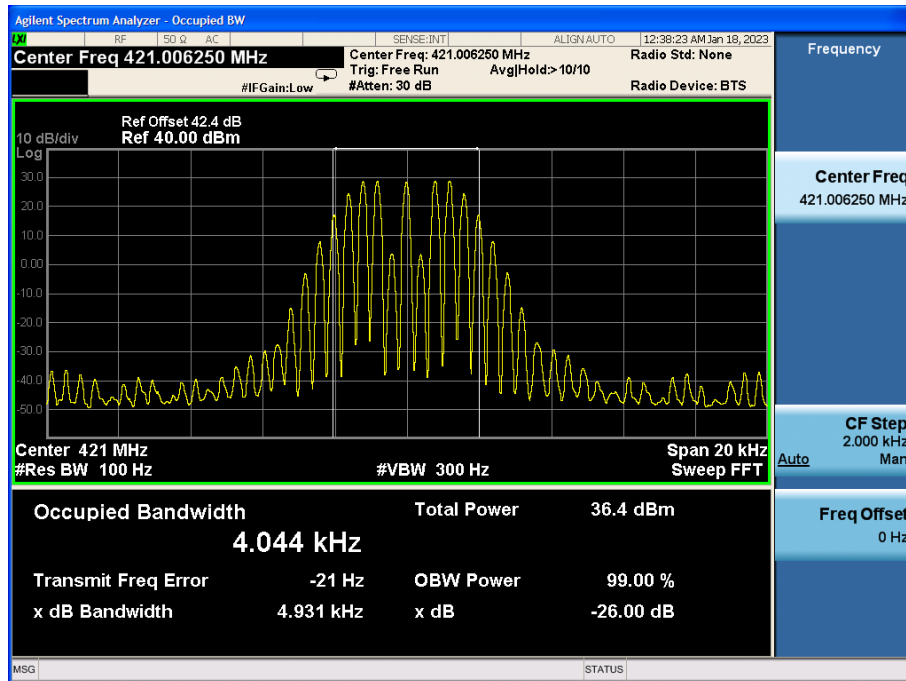 Agilent Spectrum Analyzer - Occupied BW
LXI RF 50 Ω AC SENSE:INT ALIGN AUTO 12:38:23 AM Jan 18, 2023
Center Freq 421.006250 MHz
Center Freq: 421.006250 MHz
Radio Std: None
Trig: Free Run Avg|Hold:>10/10
#IFGain:Low
#Atten: 30 dB
Radio Device: BTS
Ref Offset 42.4 dB
10 dB/div Ref 40.00 dBm
Log
30.0
20.0
10.0
0.00
-10.0
-20.0
-30.0
-40.0
-50.0
Center 421 MHz Span 20 kHz
#Res BW 100 Hz #VBW 300 Hz Sweep FFT
Occupied Bandwidth Total Power 36.4 dBm
4.044 kHz
Transmit Freq Error -21 Hz OBW Power 99.00 %
x dB Bandwidth 4.931 kHz x dB -26.00 dB
Frequency
Center Freq
421.006250 MHz
CF Step
2.000 kHz
Auto Man
Freq Offset
0 Hz
MSG STATUS